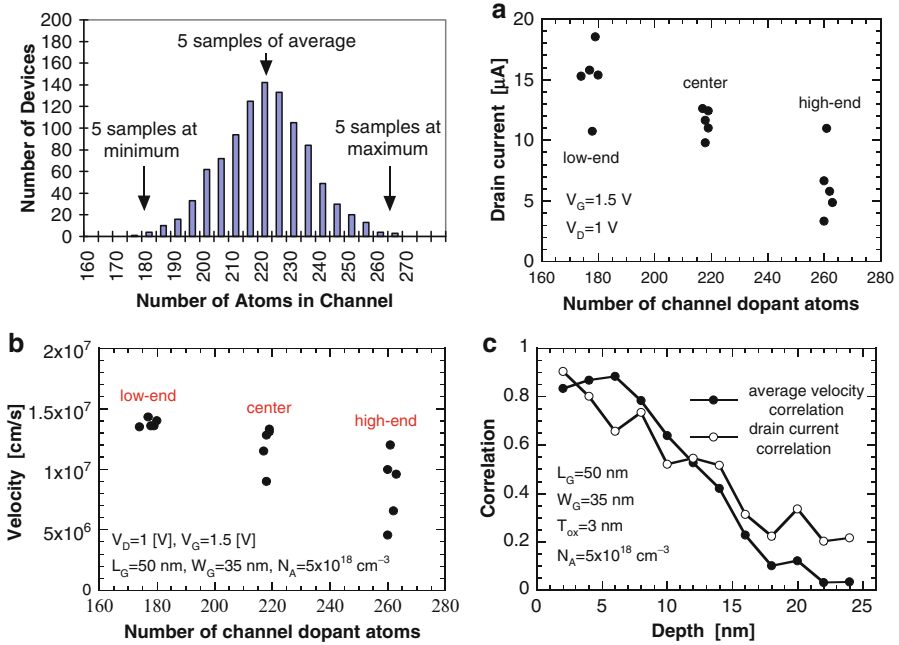 200
180
160
140
120
100
80
60
40
20
0
Number of Devices
5 samples of average
5 samples at
minimum
5 samples at
maximum
160
170
180
190
200
210
220
230
240
250
260
270
Number of Atoms in Channel
a
20
15
10
5
0
Drain current [μA]
low-end
center
high-end
V_G=1.5 V
V_D=1 V
160 180 200 220 240 260 280
Number of channel dopant atoms
b
2x10^7
1.5x10^7
1x10^7
5x10^6
0
Velocity [cm/s]
low-end
center
high-end
V_D=1 [V], V_G=1.5 [V]
L_G=50 nm, W_G=35 nm, N_A=5x10^18 cm^−3
160 180 200 220 240 260 280
Number of channel dopant atoms
c
1
0.8
0.6
0.4
0.2
0
Correlation
average velocity
correlation
drain current
correlation
L_G=50 nm
W_G=35 nm
T_ox=3 nm
N_A=5x10^18 cm^−3
0 5 10 15 20 25
Depth [nm]